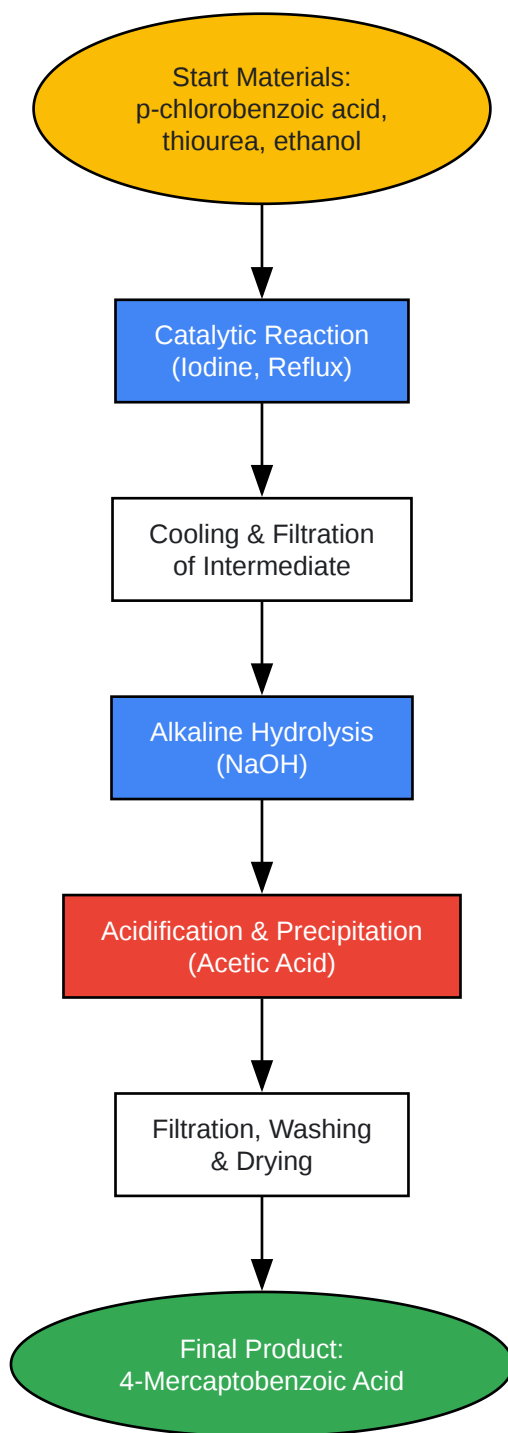 Start Materials:
p-chlorobenzoic acid,
thiourea, ethanol
Catalytic Reaction
(Iodine, Reflux)
Cooling & Filtration
of Intermediate
Alkaline Hydrolysis
(NaOH)
Acidification & Precipitation
(Acetic Acid)
Filtration, Washing
& Drying
Final Product:
4-Mercaptobenzoic Acid